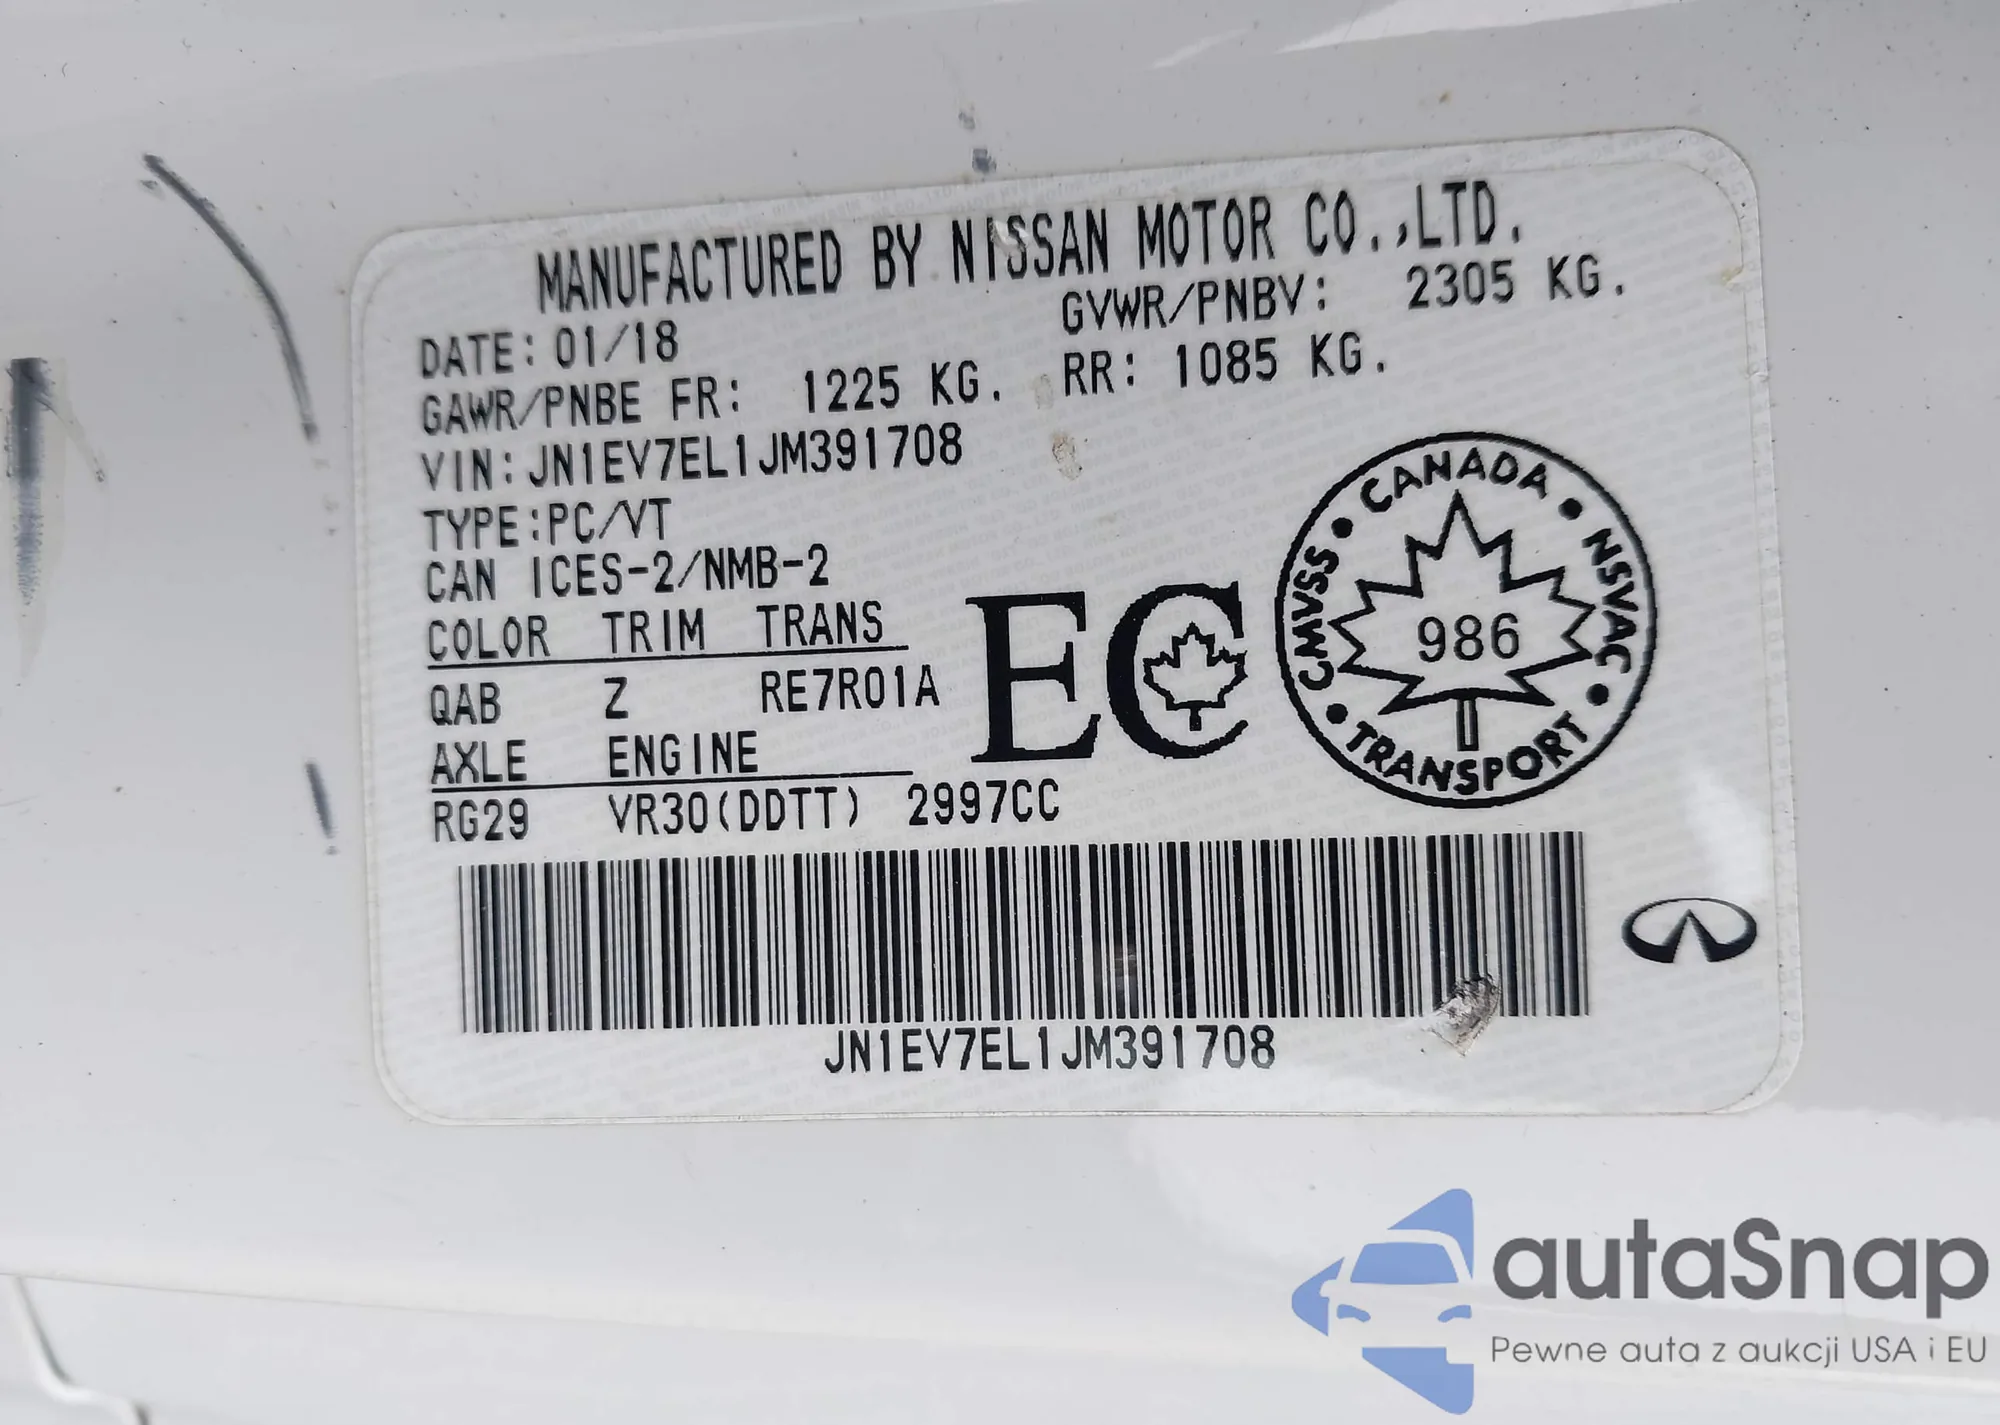 MANUFACTURED BY NISSAN MOTOR CO.,LTD.
DATE: 01/18 GVWR/PNBV: 2305 KG.
GAWR/PNBE FR: 1225 KG. RR: 1085 KG.
VIN: JN1EV7EL1JM391708
TYPE: PC/VT
CAN ICES-2/NMB-2
COLOR TRIM TRANS
QAB Z RE7R01A
AXLE ENGINE
RG29 VR30(DDTT) 2997CC
EC
CANADA • NSVAC • TRANSPORT • CMVSS •
986
JN1EV7EL1JM391708
autaSnap
Pewne auta z aukcji USA i EU